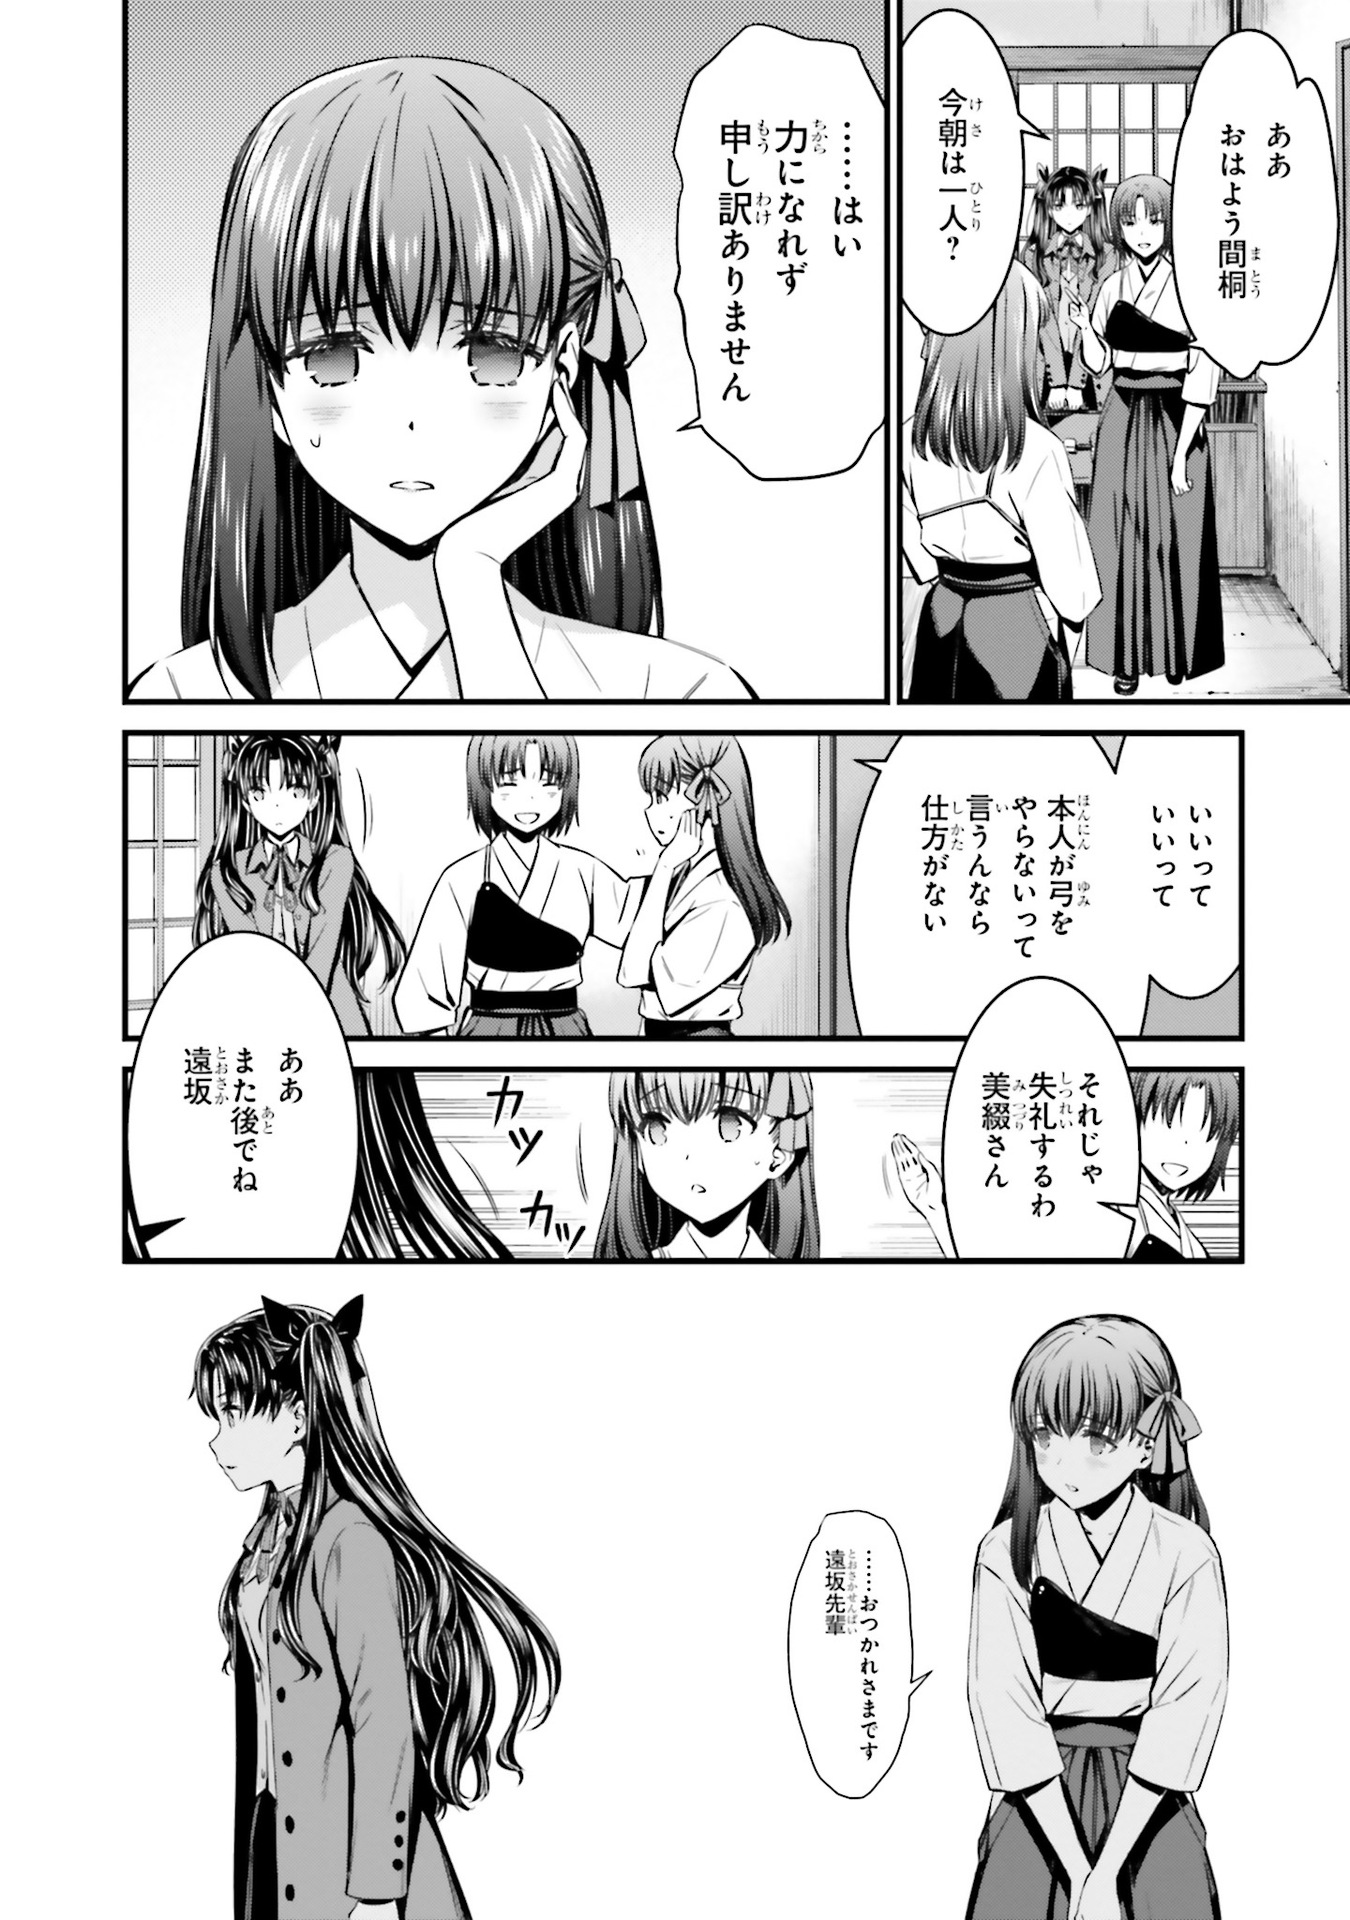 ああ
おはよう間桐
今朝は一人？
……はい
力になれず
申し訳ありません
いいって
いいって
本人が弓を
やらないって
言うんなら
仕方がない
それじゃ
失礼するわ
美綴さん
カッ
カッ
ああ
また後でね
遠坂
……おつかれさまです
遠坂先輩